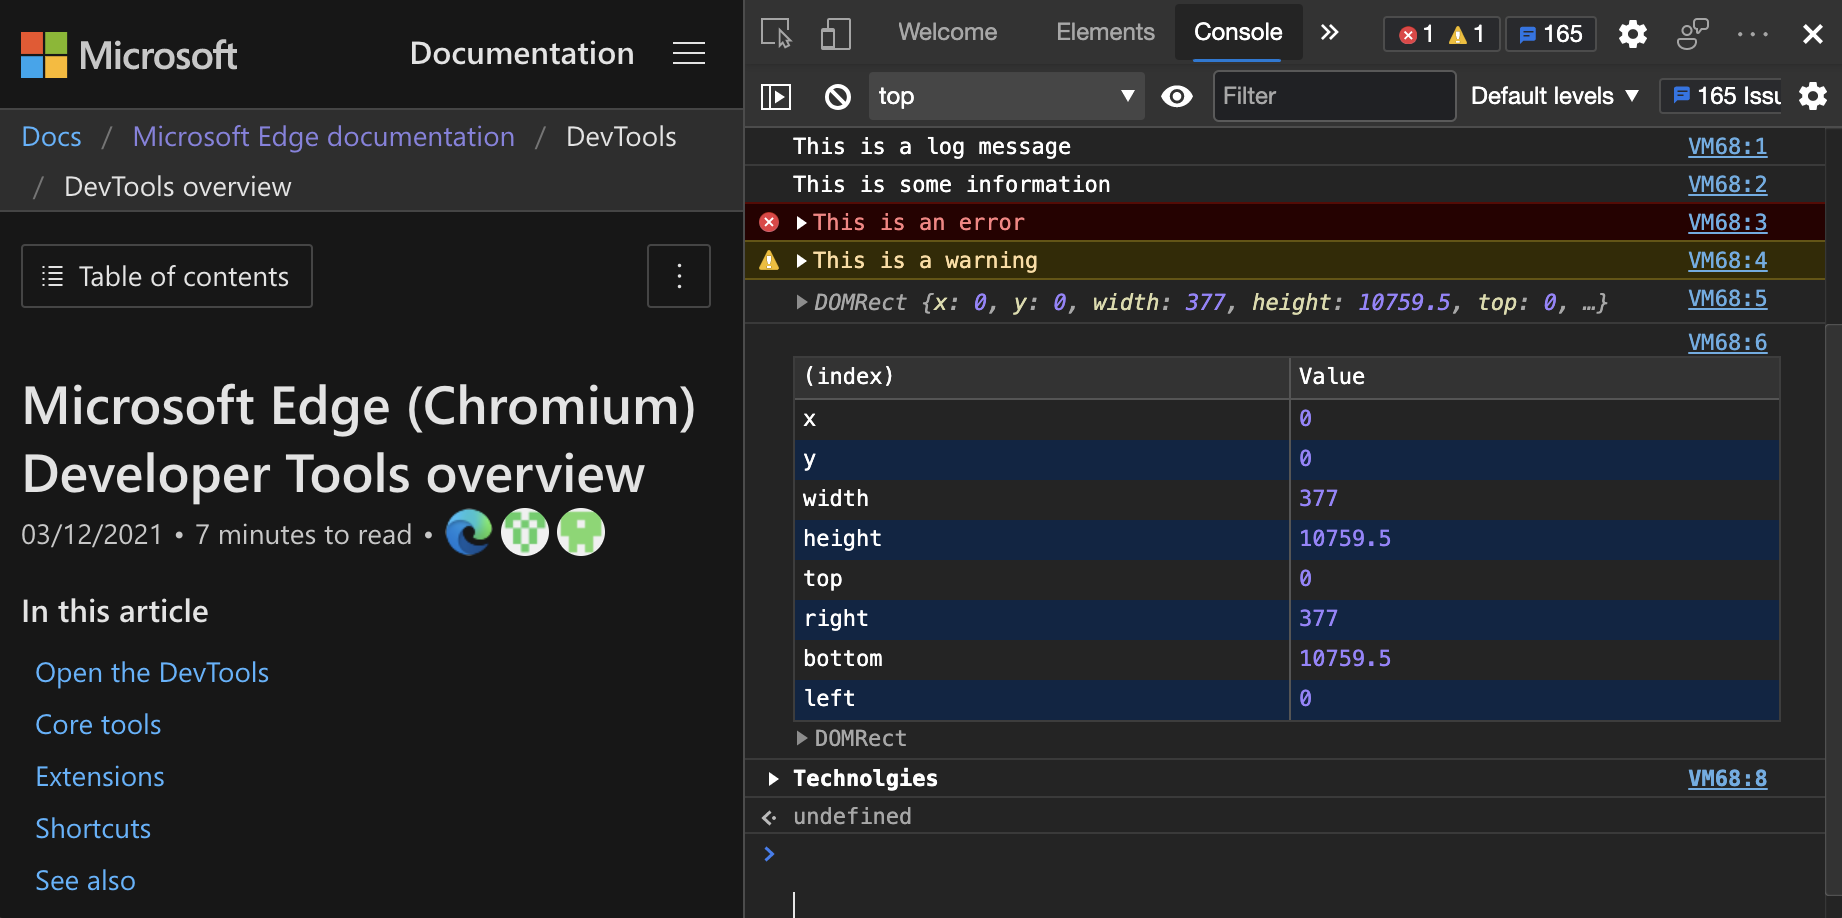 Microsoft
Documentation
Docs / Microsoft Edge documentation / DevTools
/ DevTools overview
Table of contents
Microsoft Edge (Chromium)
Developer Tools overview
03/12/2021 • 7 minutes to read •
In this article
Open the DevTools
Core tools
Extensions
Shortcuts
See also
Welcome Elements Console 1 1 165
top Filter Default levels 165 Issu
This is a log message VM68:1
This is some information VM68:2
This is an error VM68:3
This is a warning VM68:4
DOMRect {x: 0, y: 0, width: 377, height: 10759.5, top: 0, …} VM68:5
VM68:6
(index) Value
x 0
y 0
width 377
height 10759.5
top 0
right 377
bottom 10759.5
left 0
DOMRect
Technolgies VM68:8
undefined